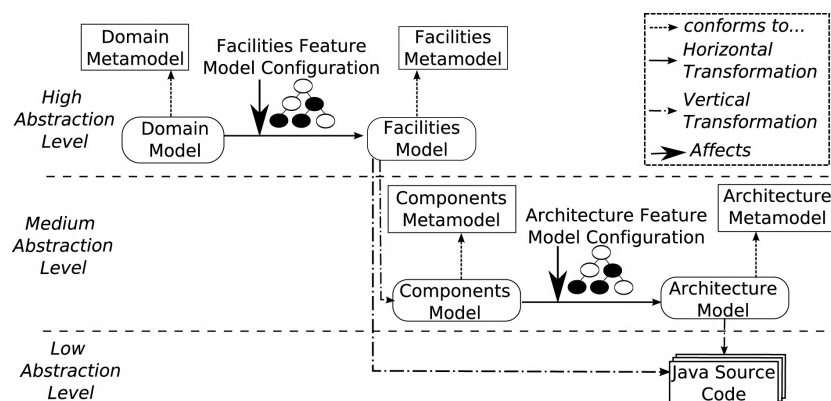 Domain
Metamodel
Facilities Feature
Model Configuration
Facilities
Metamodel
conforms to...
Horizontal
Transformation
Vertical
Transformation
Affects
High
Abstraction
Level
Domain
Model
Facilities
Model
Medium
Abstraction
Level
Components
Metamodel
Architecture Feature
Model Configuration
Architecture
Metamodel
Components
Model
Architecture
Model
Low
Abstraction
Level
Java Source
Code